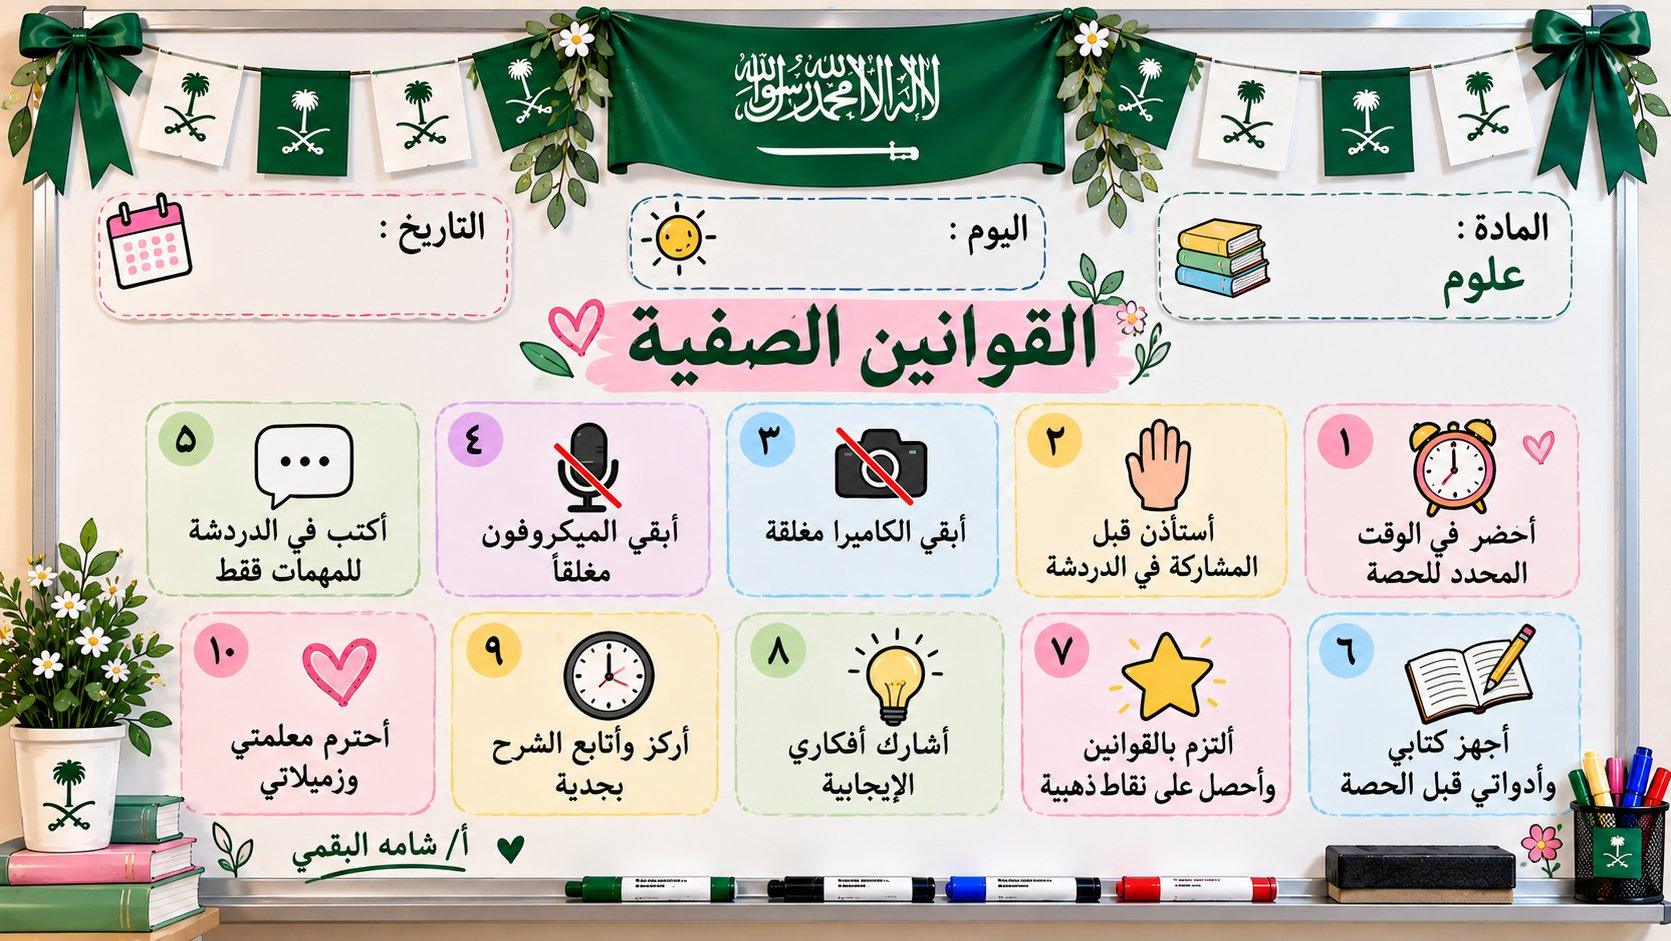 لا إله إلا الله محمد رسول الله
المادة :
علوم
اليوم :
التاريخ :
القوانين الصفية
١
أحضر في الوقت
المحدد للحصة
٢
أستأذن قبل
المشاركة في الدردشة
٣
أبقي الكاميرا مغلقة
٤
أبقي الميكروفون
مغلقاً
٥
أكتب في الدردشة
للمهمات فقط
٦
أجهز كتابي
وأدواتي قبل الحصة
٧
ألتزم بالقوانين
وأحصل على نقاط ذهبية
٨
أشارك أفكاري
الإيجابية
٩
أركز وأتابع الشرح
بجدية
١٠
أحترم معلمتي
وزميلاتي
أ/ شامه البقمي